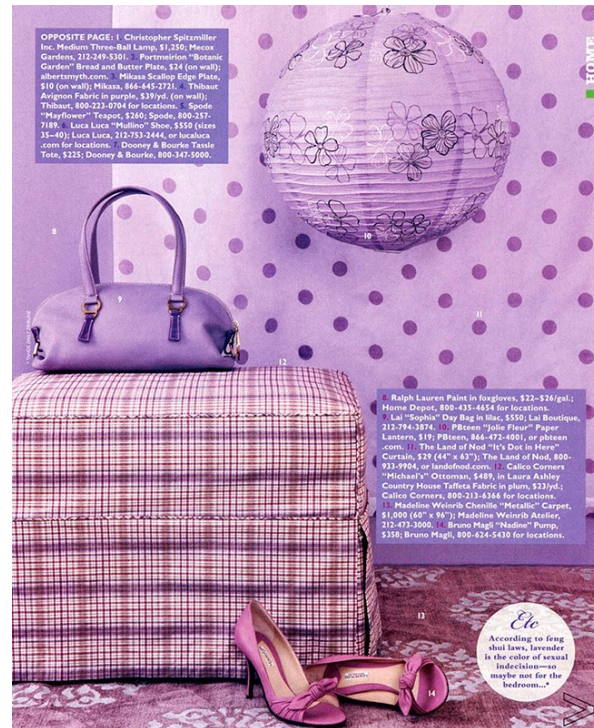 OPPOSITE PAGE: 1 Christopher Spitzmiller
Inc. Medium Three-Ball Lamp, $1,250; Mecox
Gardens, 212-249-5301. 2. Portmeirion "Botanic
Garden" Bread and Butter Plate, $24 (on wall);
albertsmyth.com. 3. Mikasa Scallop Edge Plate,
$10 (on wall); Mikasa, 866-645-2721. 4. Thibaut
Avignon Fabric in purple, $39/yd. (on wall);
Thibaut, 800-223-0704 for locations. 5. Spode
"Mayflower" Teapot, $260; Spode, 800-257-
7189. 6. Luca Luca "Mullino" Shoe, $550 (sizes
35–40); Luca Luca, 212-753-2444, or lucaluca
.com for locations. 7. Dooney & Bourke Tassle
Tote, $225; Dooney & Bourke, 800-347-5000.
HOME
8
9
10
11
12
8. Ralph Lauren Paint in foxgloves, $22–$26/gal.;
Home Depot, 800-435-4654 for locations.
9. Lai "Sophia" Day Bag in lilac, $550; Lai Boutique,
212-794-3874. 10. PBteen "Jolie Fleur" Paper
Lantern, $19; PBteen, 866-472-4001, or pbteen
.com. 11. The Land of Nod "It's Dot in Here"
Curtain, $29 (44" x 63"); The Land of Nod, 800-
933-9904, or landofnod.com. 12. Calico Corners
"Michael's" Ottoman, $489, in Laura Ashley
Country House Taffeta Fabric in plum, $23/yd.;
Calico Corners, 800-213-6366 for locations.
13. Madeline Weinrib Chenille "Metallic" Carpet,
$1,000 (60" x 96"); Madeline Weinrib Atelier,
212-473-3000. 14. Bruno Magli "Nadine" Pump,
$358; Bruno Magli, 800-624-5430 for locations.
13
14
Etc
According to feng
shui laws, lavender
is the color of sexual
indecision—so
maybe not for the
bedroom...*